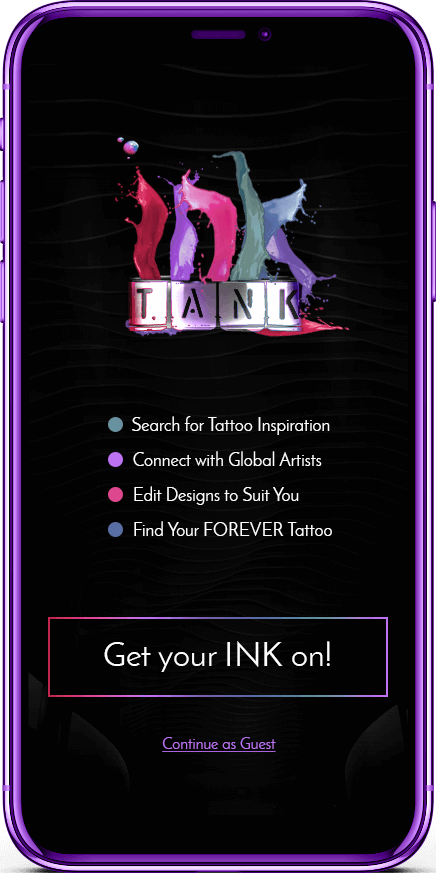 INK
TANK
Search for Tattoo Inspiration
Connect with Global Artists
Edit Designs to Suit You
Find Your FOREVER Tattoo
Get your INK on!
Continue as Guest